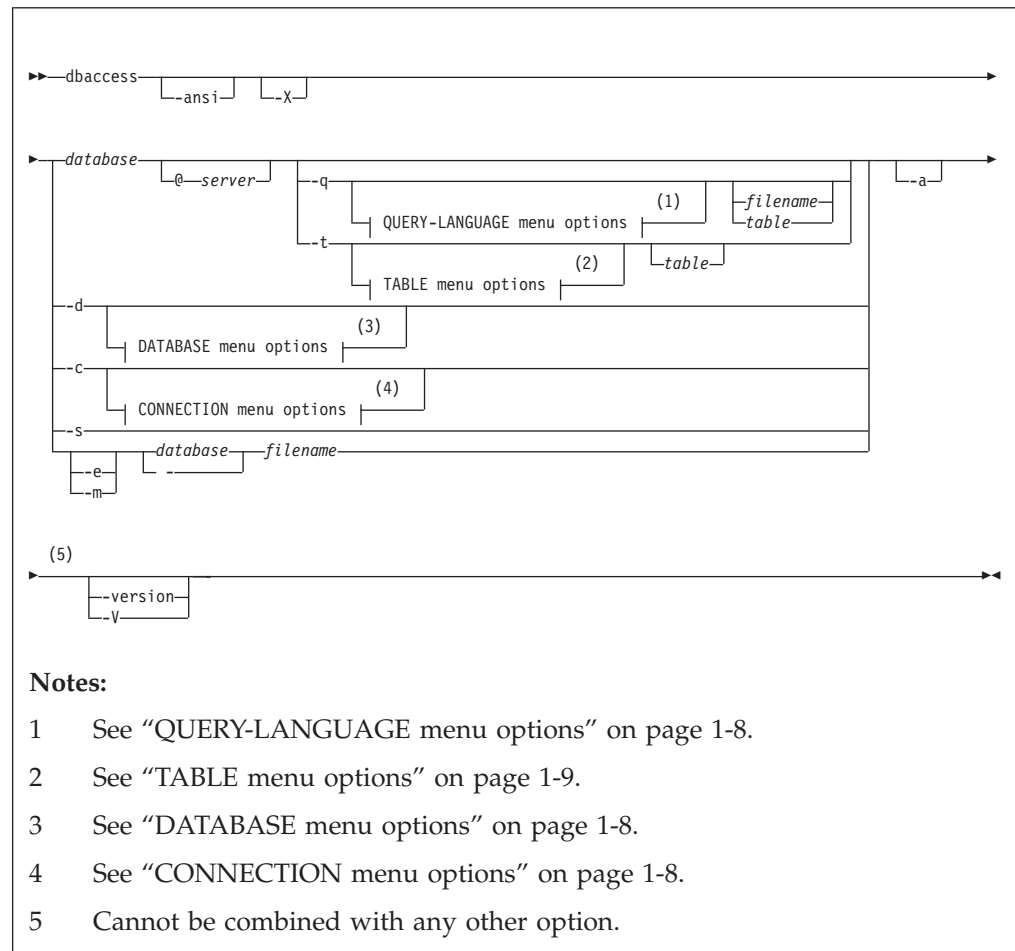 dbaccess
-ansi -X
database
@ server -q -a
(1) filename
QUERY-LANGUAGE menu options table
-t
(2) table
TABLE menu options
-d
(3)
DATABASE menu options
-c
(4)
CONNECTION menu options
-s
database filename
-e -
-m
(5)
-version
-V
Notes:
1 See “QUERY-LANGUAGE menu options” on page 1-8.
2 See “TABLE menu options” on page 1-9.
3 See “DATABASE menu options” on page 1-8.
4 See “CONNECTION menu options” on page 1-8.
5 Cannot be combined with any other option.